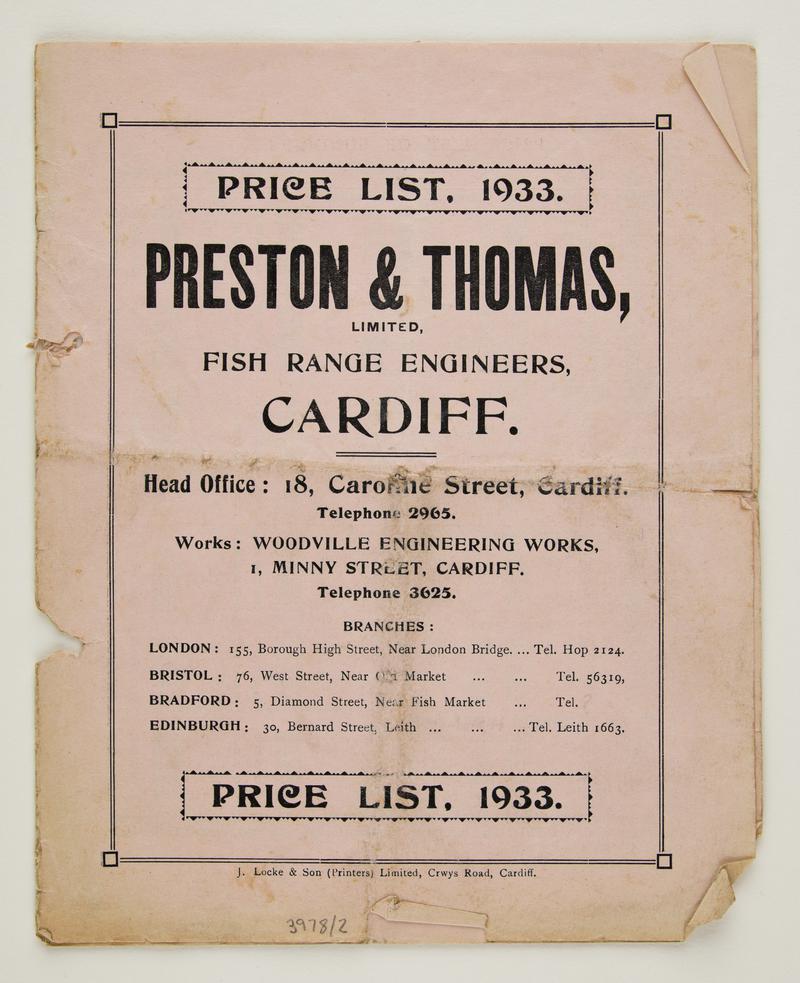 PRICE LIST, 1933.
PRESTON & THOMAS,
LIMITED,
FISH RANGE ENGINEERS,
CARDIFF.
Head Office: 18, Caroline Street, Cardiff.
Telephone 2965.
Works: WOODVILLE ENGINEERING WORKS,
1, MINNY STREET, CARDIFF.
Telephone 3625.
BRANCHES:
LONDON: 155, Borough High Street, Near London Bridge. ... Tel. Hop 2124.
BRISTOL: 76, West Street, Near Market ... ... Tel. 56319,
BRADFORD: 5, Diamond Street, Near Fish Market ... Tel.
EDINBURGH: 30, Bernard Street, Leith ... ... ... Tel. Leith 1663.
PRICE LIST, 1933.
J. Locke & Son (Printers) Limited, Crwys Road, Cardiff.
3978/2